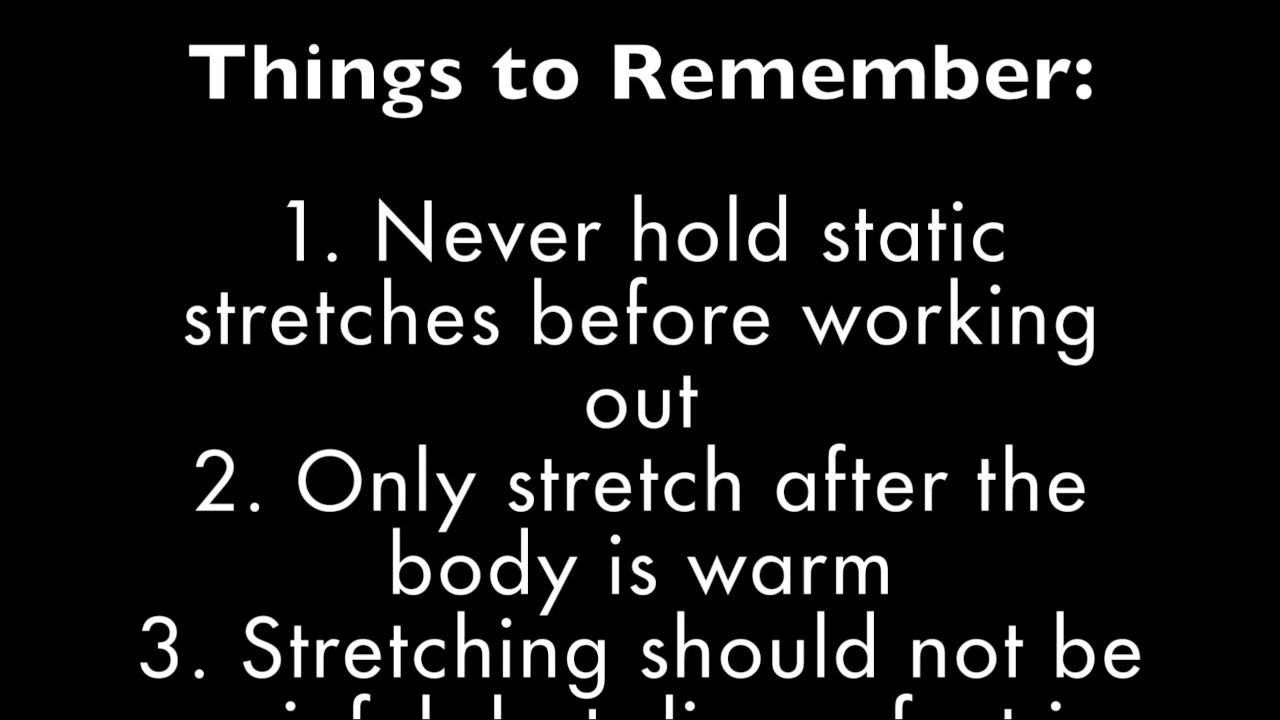 Things to Remember:
1. Never hold static
stretches before working
out
2. Only stretch after the
body is warm
3. Stretching should not be